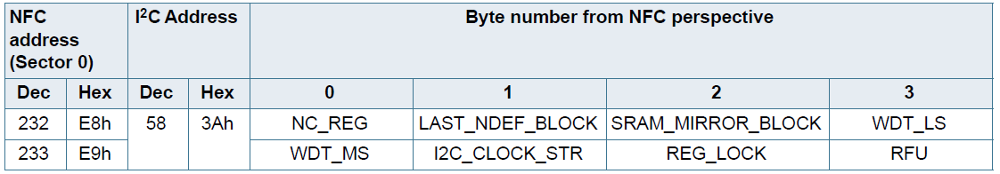 NFC address (Sector 0) I2C Address Byte number from NFC perspective
Dec Hex Dec Hex 0 1 2 3
232 E8h 58 3Ah NC_REG LAST_NDEF_BLOCK SRAM_MIRROR_BLOCK WDT_LS
233 E9h WDT_MS I2C_CLOCK_STR REG_LOCK RFU